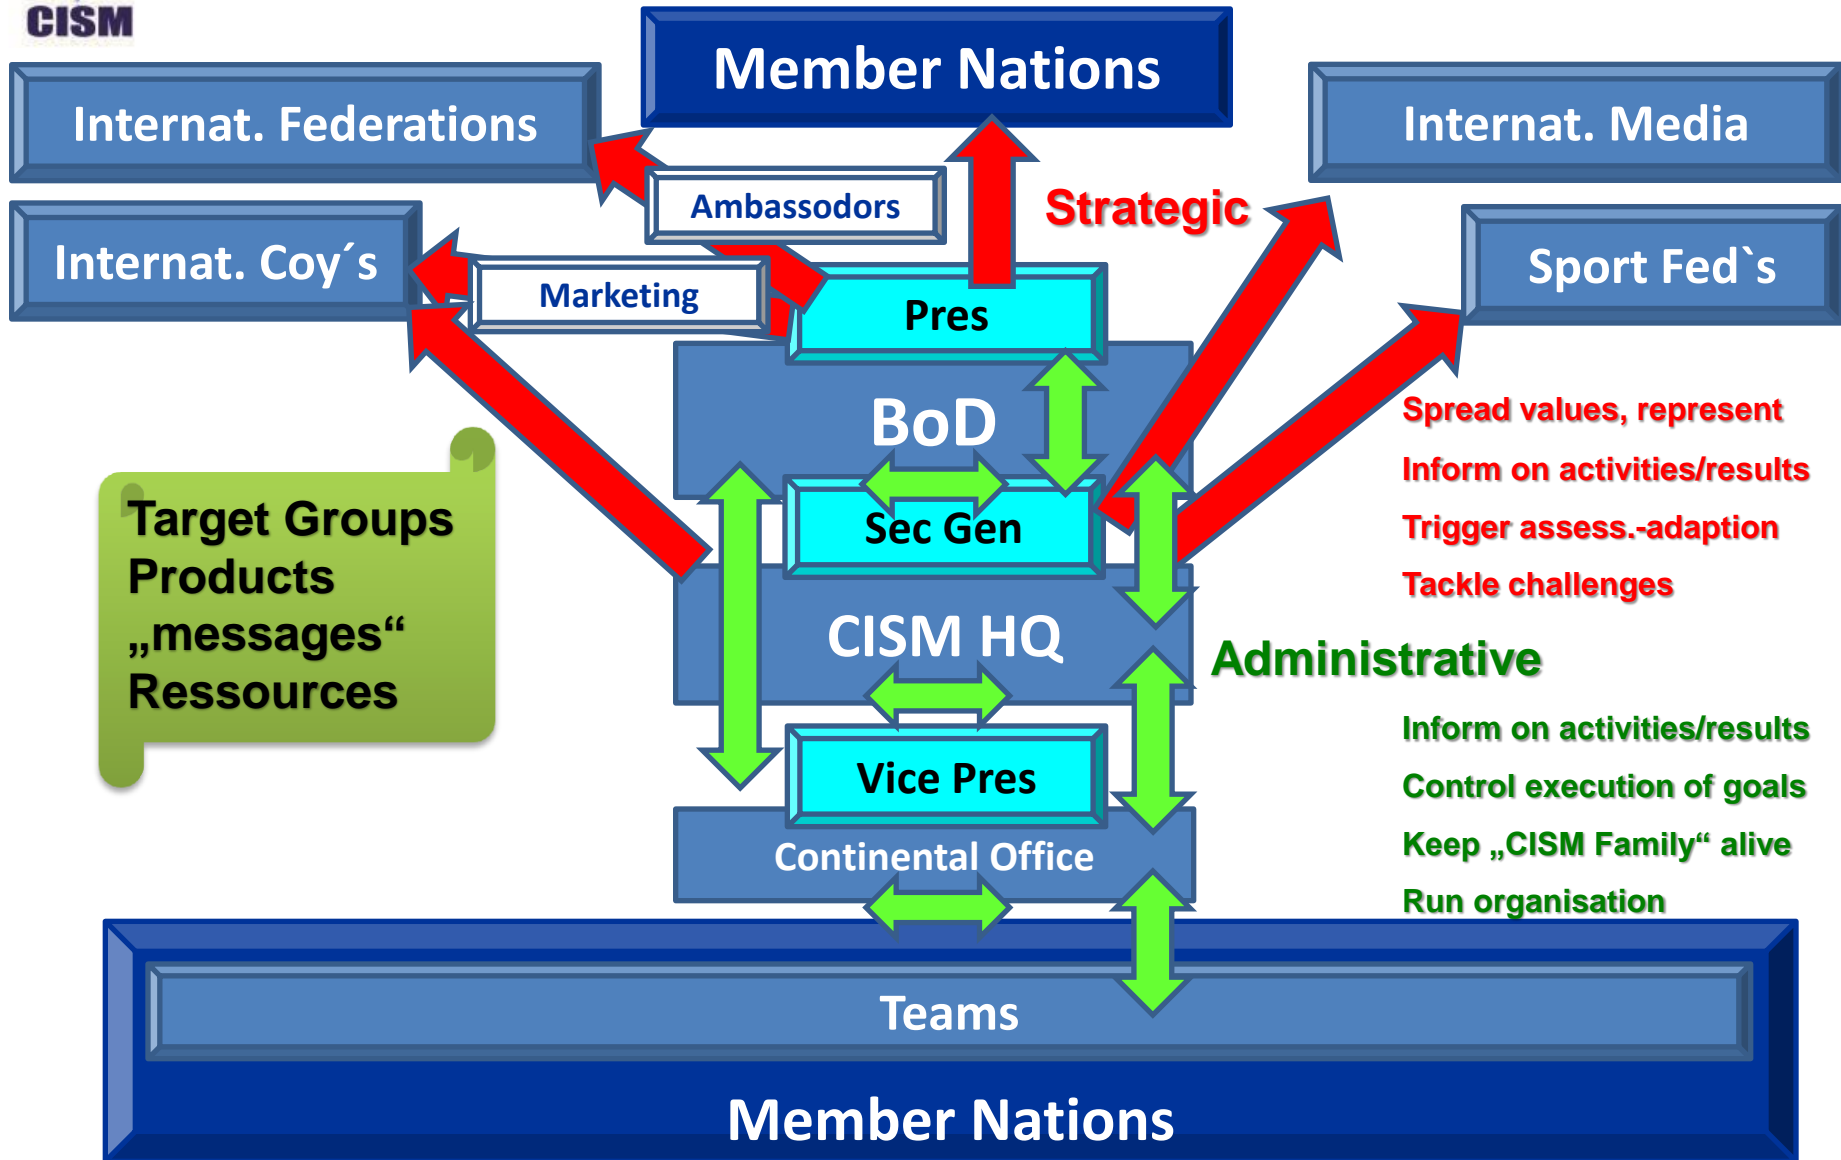 CISM
Member Nations
Internat. Federations
Internat. Media
Ambassodors
Strategic
Internat. Coy´s
Sport Fed`s
Marketing
Pres
BoD
Spread values, represent
Inform on activities/results
Trigger assess.-adaption
Tackle challenges
Target Groups
Products
„messages“
Ressources
Sec Gen
CISM HQ
Administrative
Inform on activities/results
Control execution of goals
Keep „CISM Family“ alive
Run organisation
Vice Pres
Continental Office
Teams
Member Nations